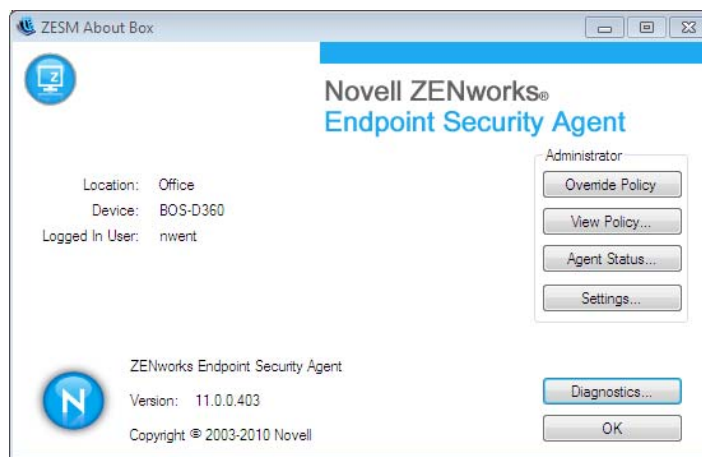 ZESM About Box
Novell ZENworks®
Endpoint Security Agent
Administrator
Override Policy
View Policy...
Agent Status...
Settings...
Location: Office
Device: BOS-D360
Logged In User: nwent
ZENworks Endpoint Security Agent
Version: 11.0.0.403
Copyright © 2003-2010 Novell
Diagnostics...
OK